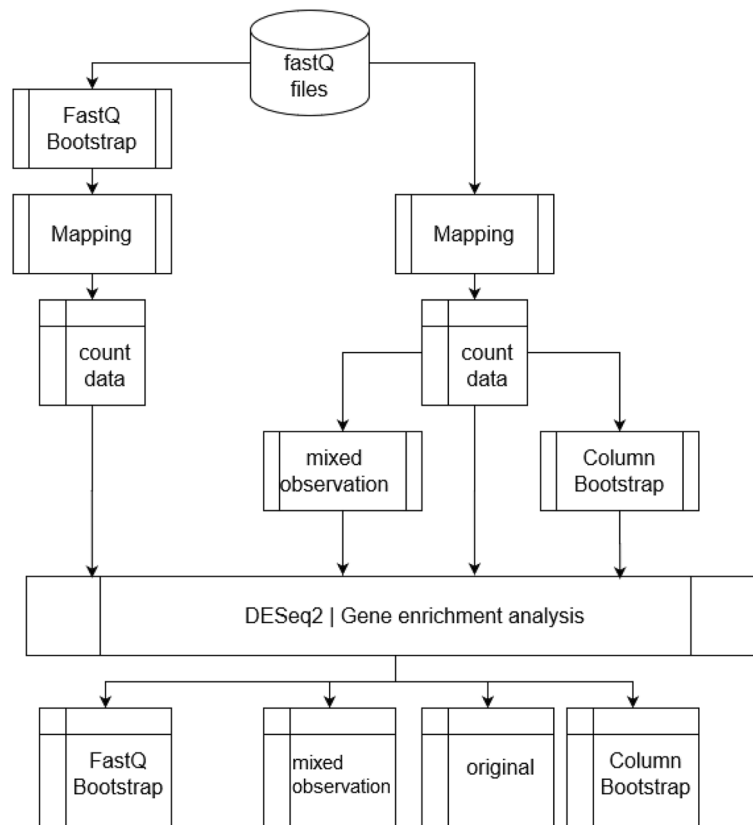 fastQ
files
FastQ
Bootstrap
Mapping
Mapping
count
data
count
data
mixed
observation
Column
Bootstrap
DESeq2 | Gene enrichment analysis
FastQ
Bootstrap
mixed
observation
original
Column
Bootstrap